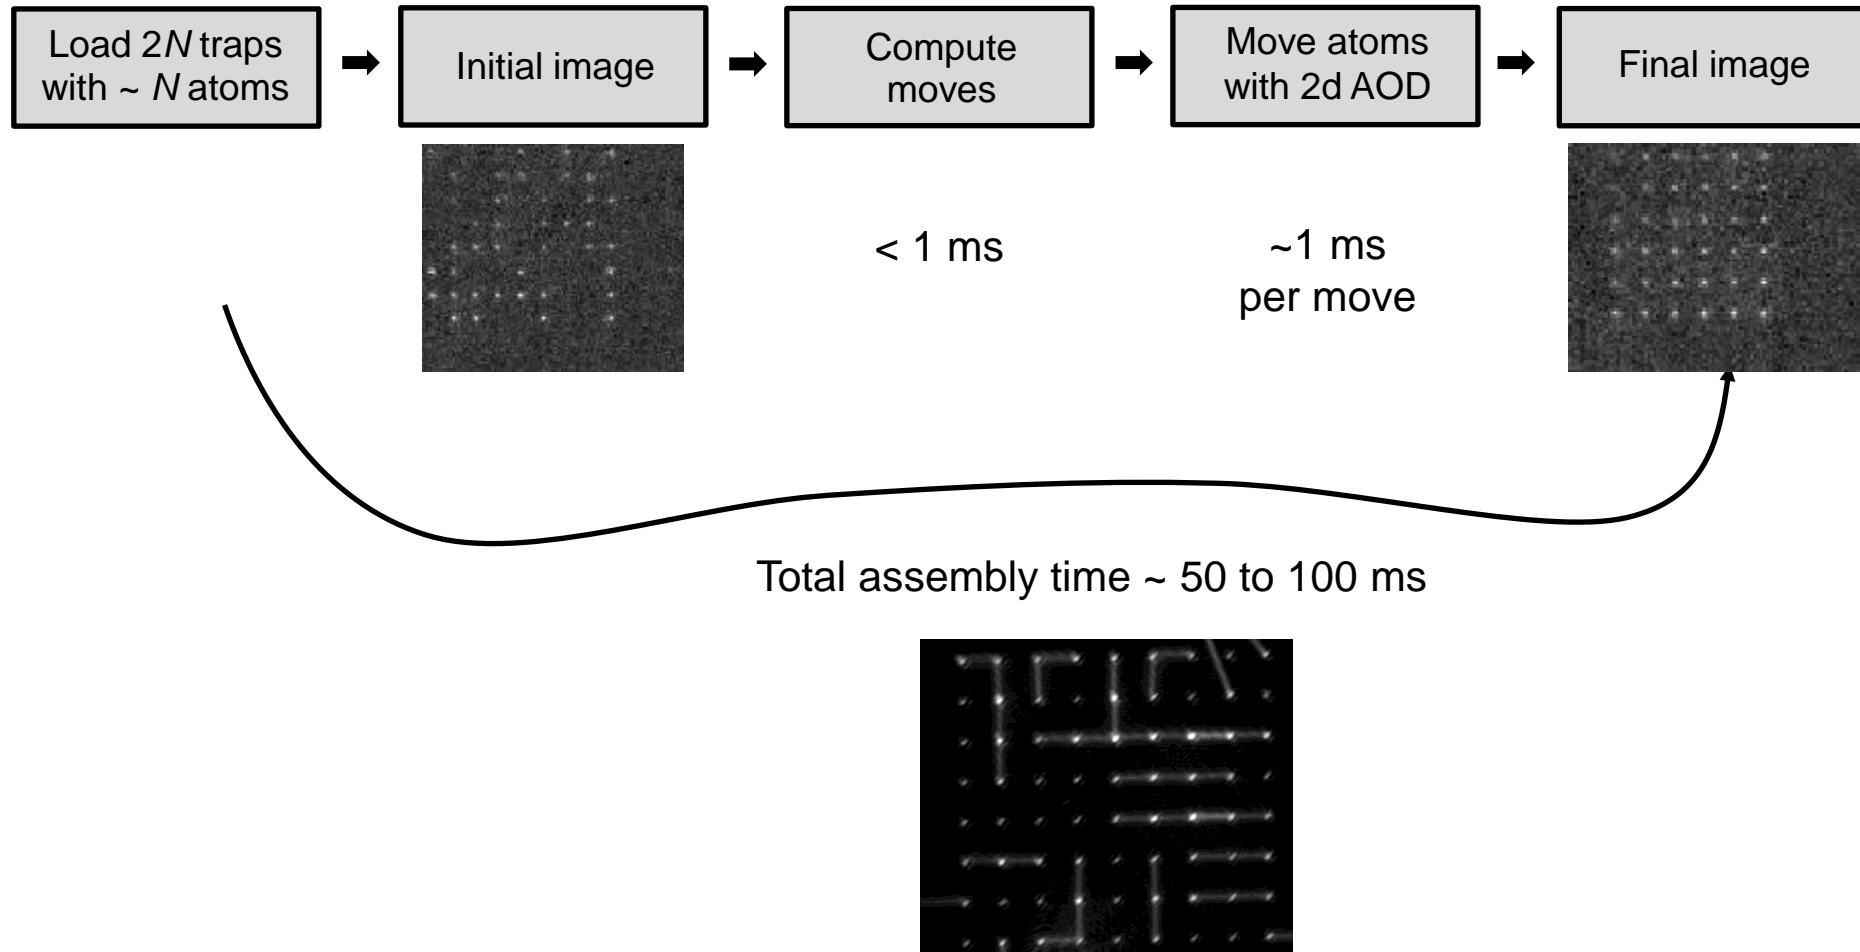 Load 2N traps
with ~ N atoms
Initial image
Compute
moves
Move atoms
with 2d AOD
Final image
< 1 ms
~1 ms
per move
Total assembly time ~ 50 to 100 ms